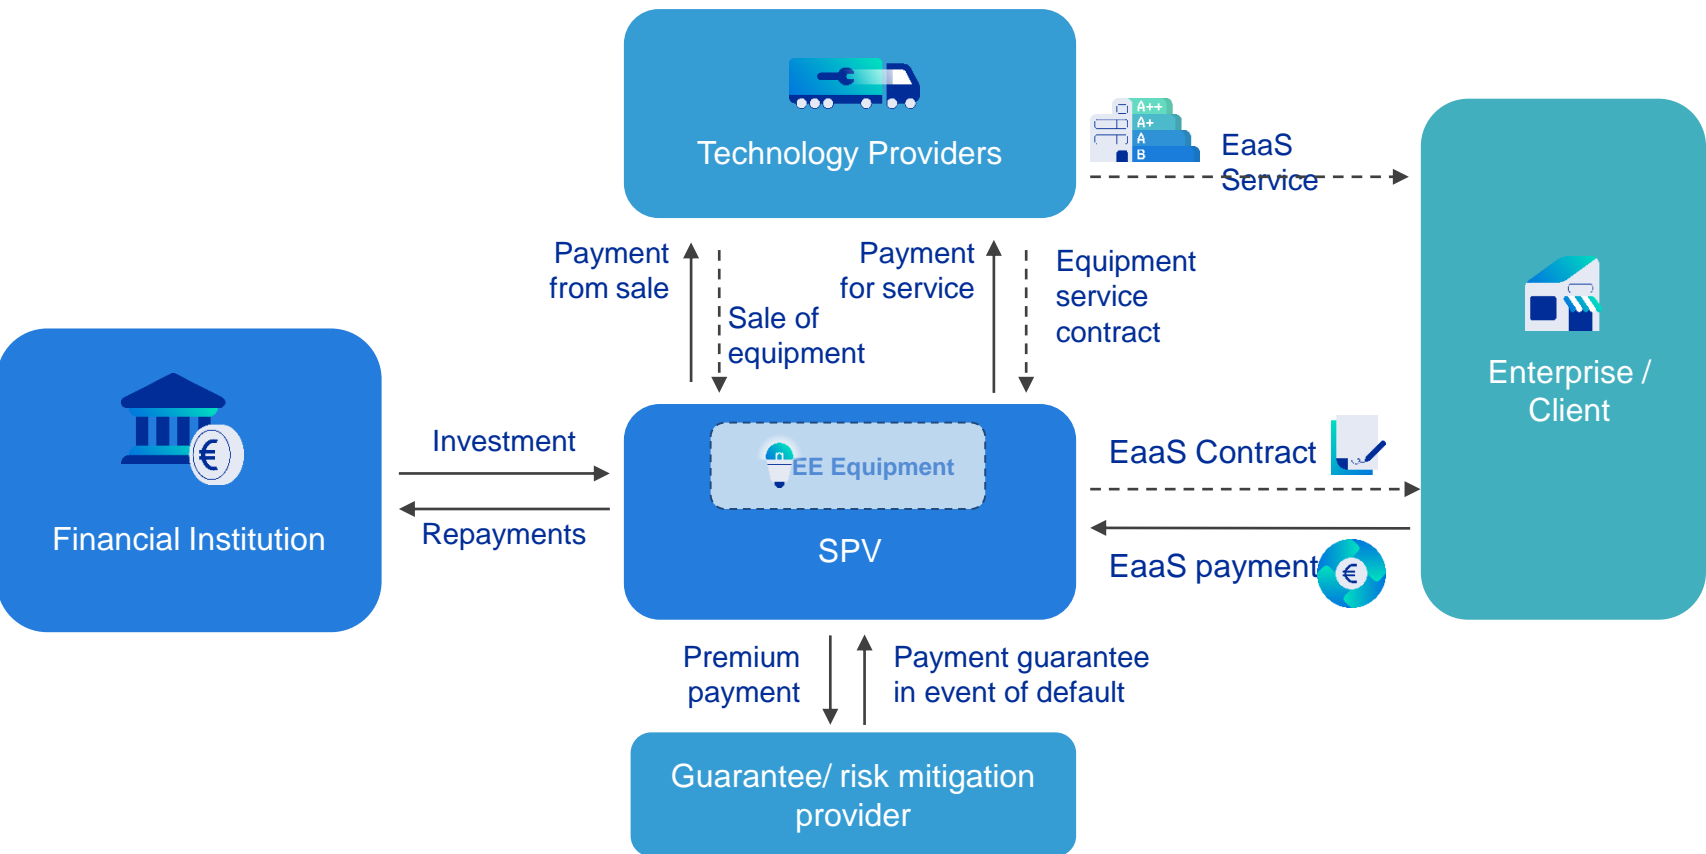 Technology Providers
A++
A+
A
B
EaaS
Service
Payment
from sale
Sale of
equipment
Payment
for service
Equipment
service
contract
Enterprise /
Client
Financial Institution
€
Investment
Repayments
EE Equipment
SPV
EaaS Contract
EaaS payment
€
Premium
payment
Payment guarantee
in event of default
Guarantee/ risk mitigation
provider